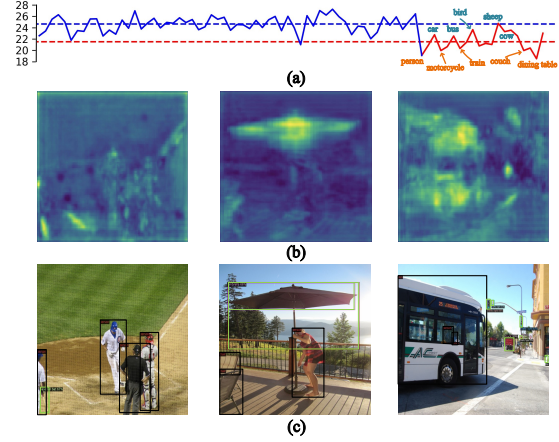 28
26
24
22
20
18
bird
sheep
car
bus
cow
person
train
couch
motorcycle
dining table
(a)
(b)
(c)